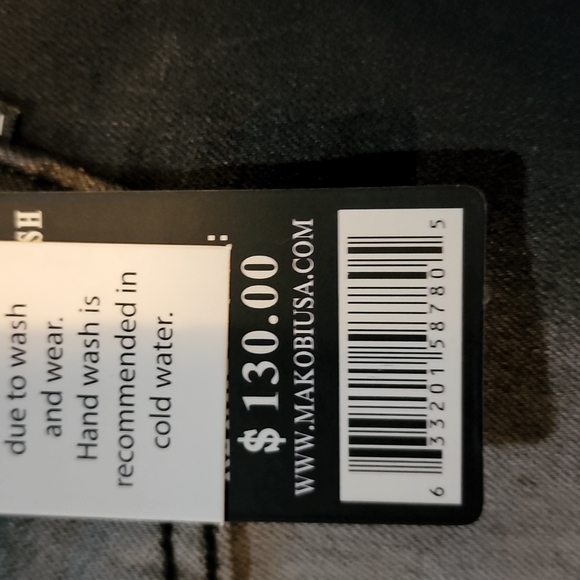 SH
due to wash
and wear.
Hand wash is
recommended in
cold water.
$ 130.00
WWW.MAKOBIUSA.COM
6 33201 58780 5